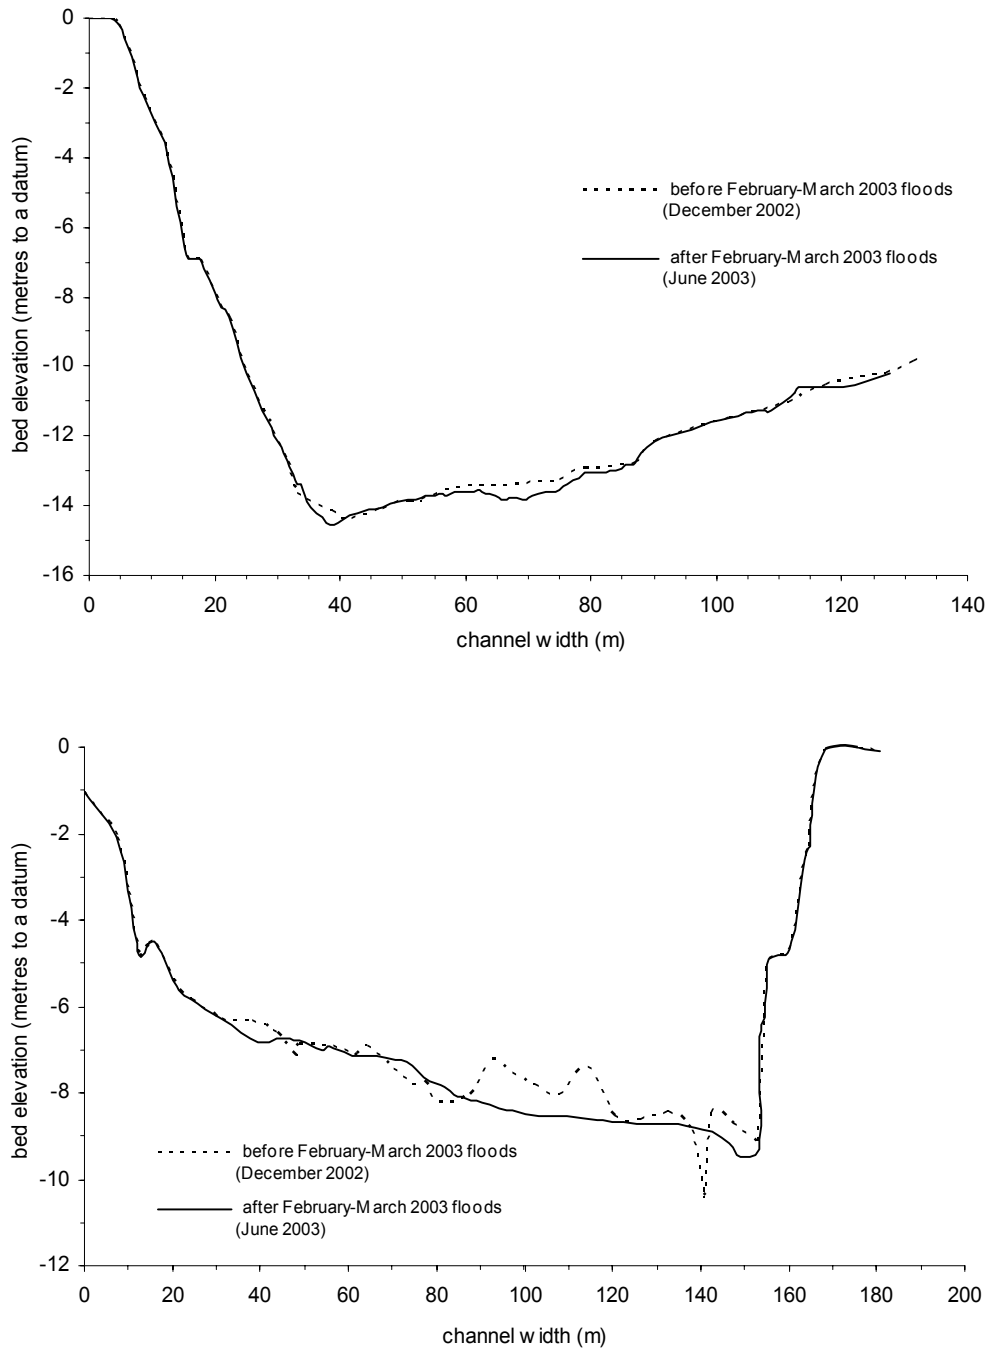 0
-2
-4
-6
-8
-10
-12
-14
-16
bed elevation (metres to a datum)
before February-March 2003 floods
(December 2002)
after February-March 2003 floods
(June 2003)
0 20 40 60 80 100 120 140
channel width (m)
0
-2
-4
-6
-8
-10
-12
bed elevation (metres to a datum)
before February-March 2003 floods
(December 2002)
after February-March 2003 floods
(June 2003)
0 20 40 60 80 100 120 140 160 180 200
channel width (m)